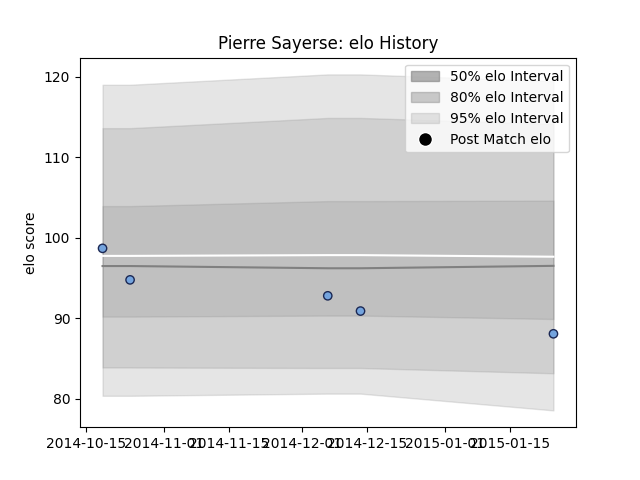 Pierre Sayerse: elo History
50% elo Interval
80% elo Interval
95% elo Interval
Post Match elo
elo score
120
110
100
90
80
2014-10-15 2014-11-01 2014-11-15 2014-12-01 2014-12-15 2015-01-01 2015-01-15